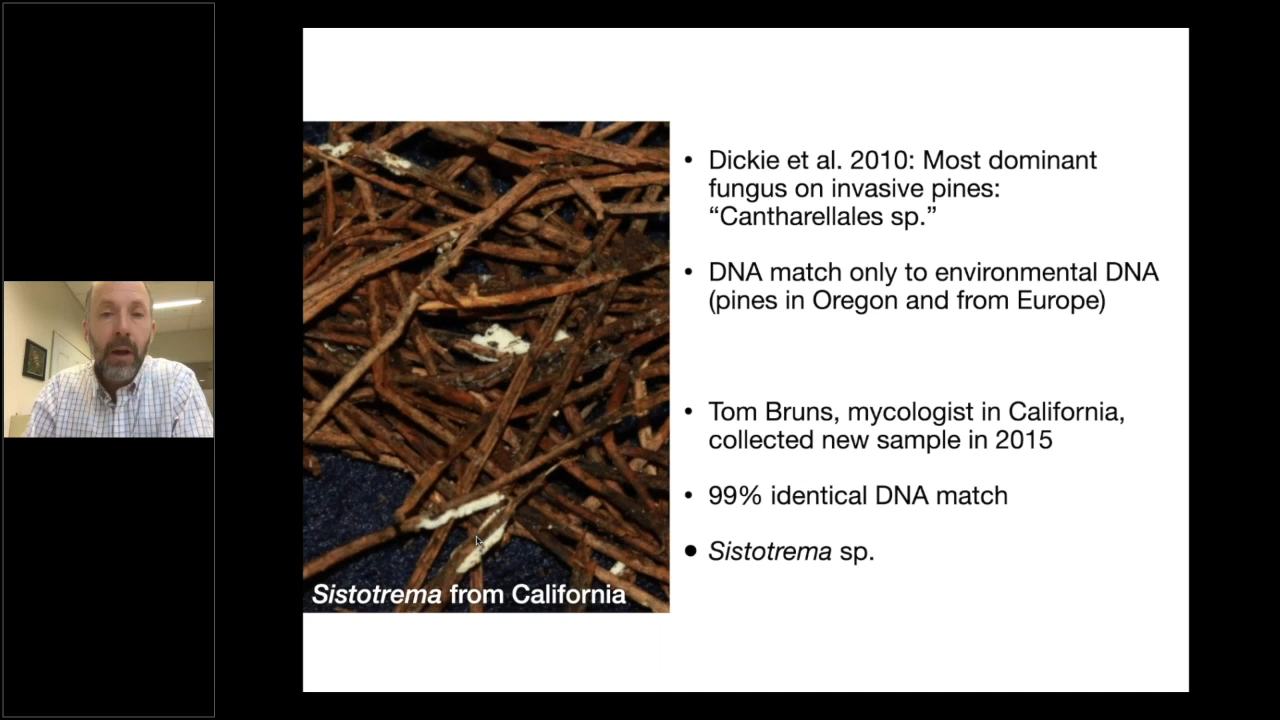 • Dickie et al. 2010: Most dominant
fungus on invasive pines:
“Cantharellales sp.”
• DNA match only to environmental DNA
(pines in Oregon and from Europe)
• Tom Bruns, mycologist in California,
collected new sample in 2015
• 99% identical DNA match
• Sistotrema sp.
Sistotrema from California